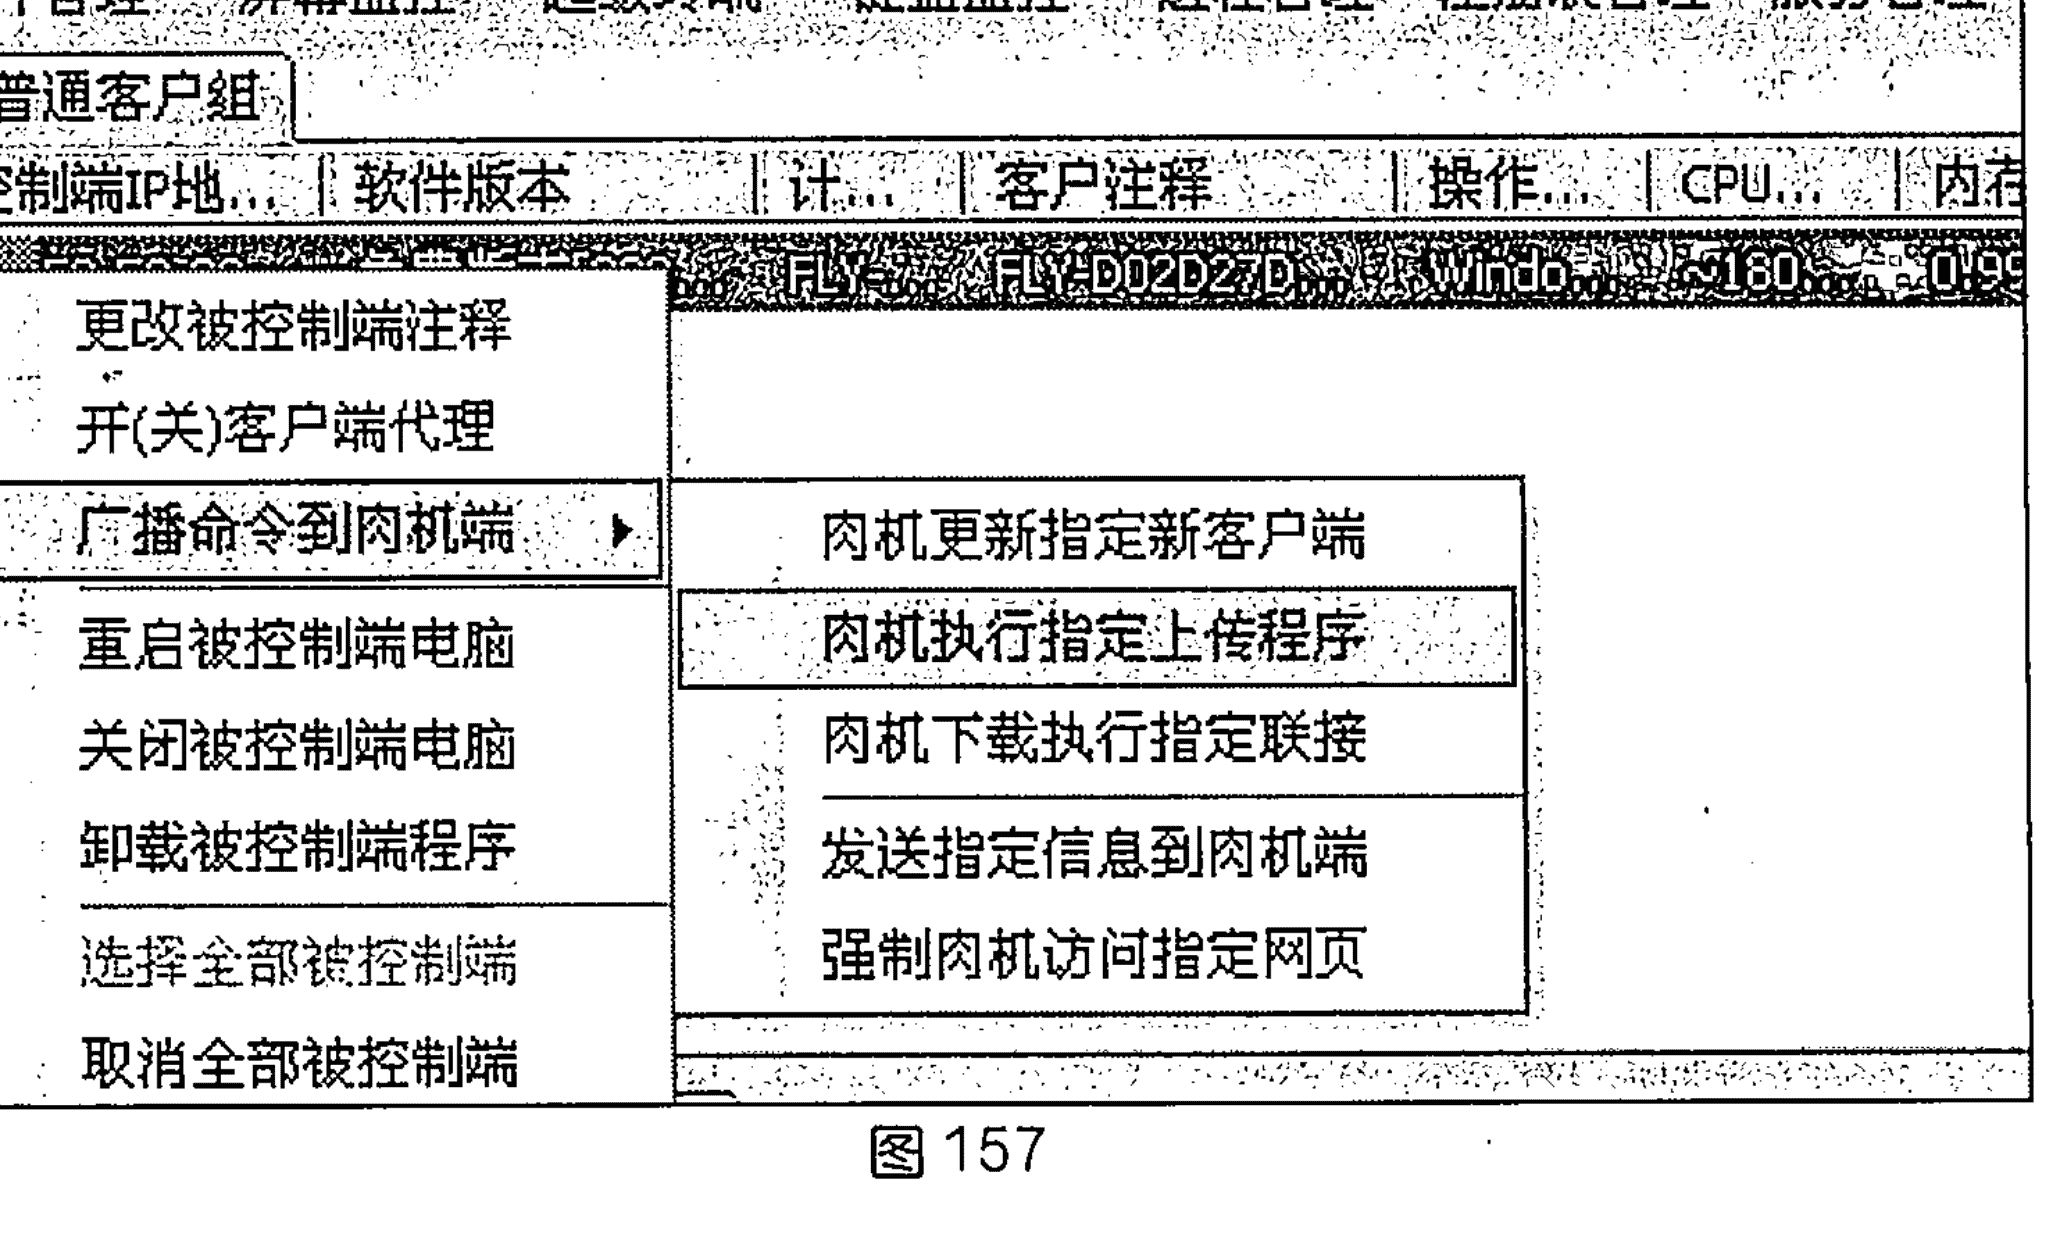 普通客户组
控制端IP地... 软件版本 计... 客户注释 操作... CPU... 内存
FLY-... FLY-D02D27D... Windo... ~160... 0.99
更改被控制端注释
开(关)客户端代理
广播命令到肉机端
重启被控制端电脑
关闭被控制端电脑
卸载被控制端程序
选择全部被控制端
取消全部被控制端
肉机更新指定新客户端
肉机执行指定上传程序
肉机下载执行指定联接
发送指定信息到肉机端
强制肉机访问指定网页
图 157